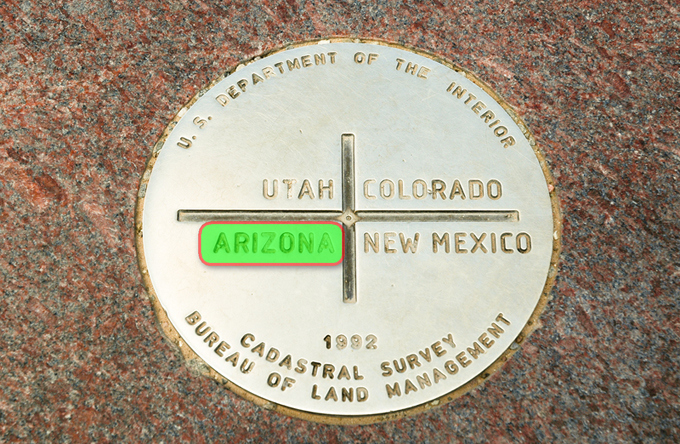 U. S. DEPARTMENT OF THE INTERIOR
UTAH COLORADO
ARIZONA NEW MEXICO
1992
CADASTRAL SURVEY
BUREAU OF LAND MANAGEMENT